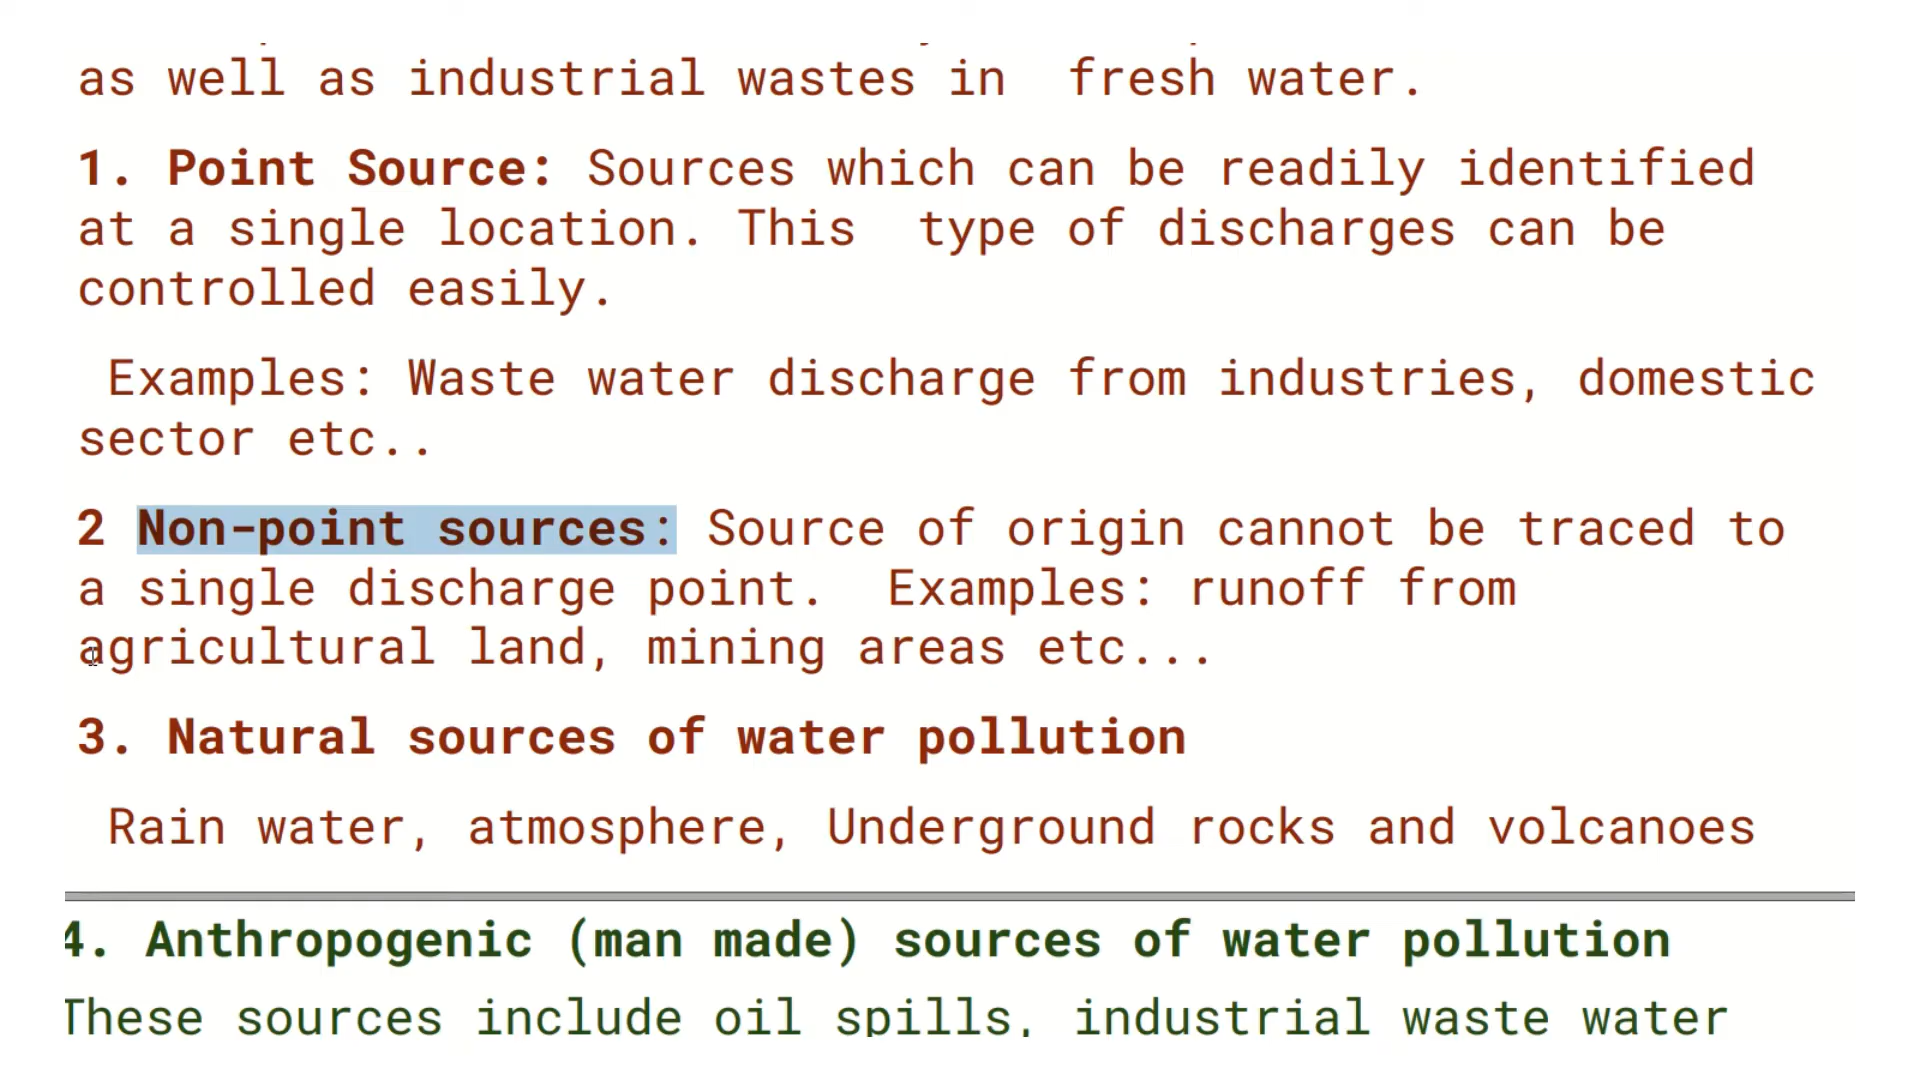 as well as industrial wastes in  fresh water.
1. Point Source: Sources which can be readily identified
at a single location. This  type of discharges can be
controlled easily.
Examples: Waste water discharge from industries, domestic
sector etc..
2 Non-point sources: Source of origin cannot be traced to
a single discharge point.  Examples: runoff from
agricultural land, mining areas etc...
3. Natural sources of water pollution
Rain water, atmosphere, Underground rocks and volcanoes
4. Anthropogenic (man made) sources of water pollution
These sources include oil spills, industrial waste water